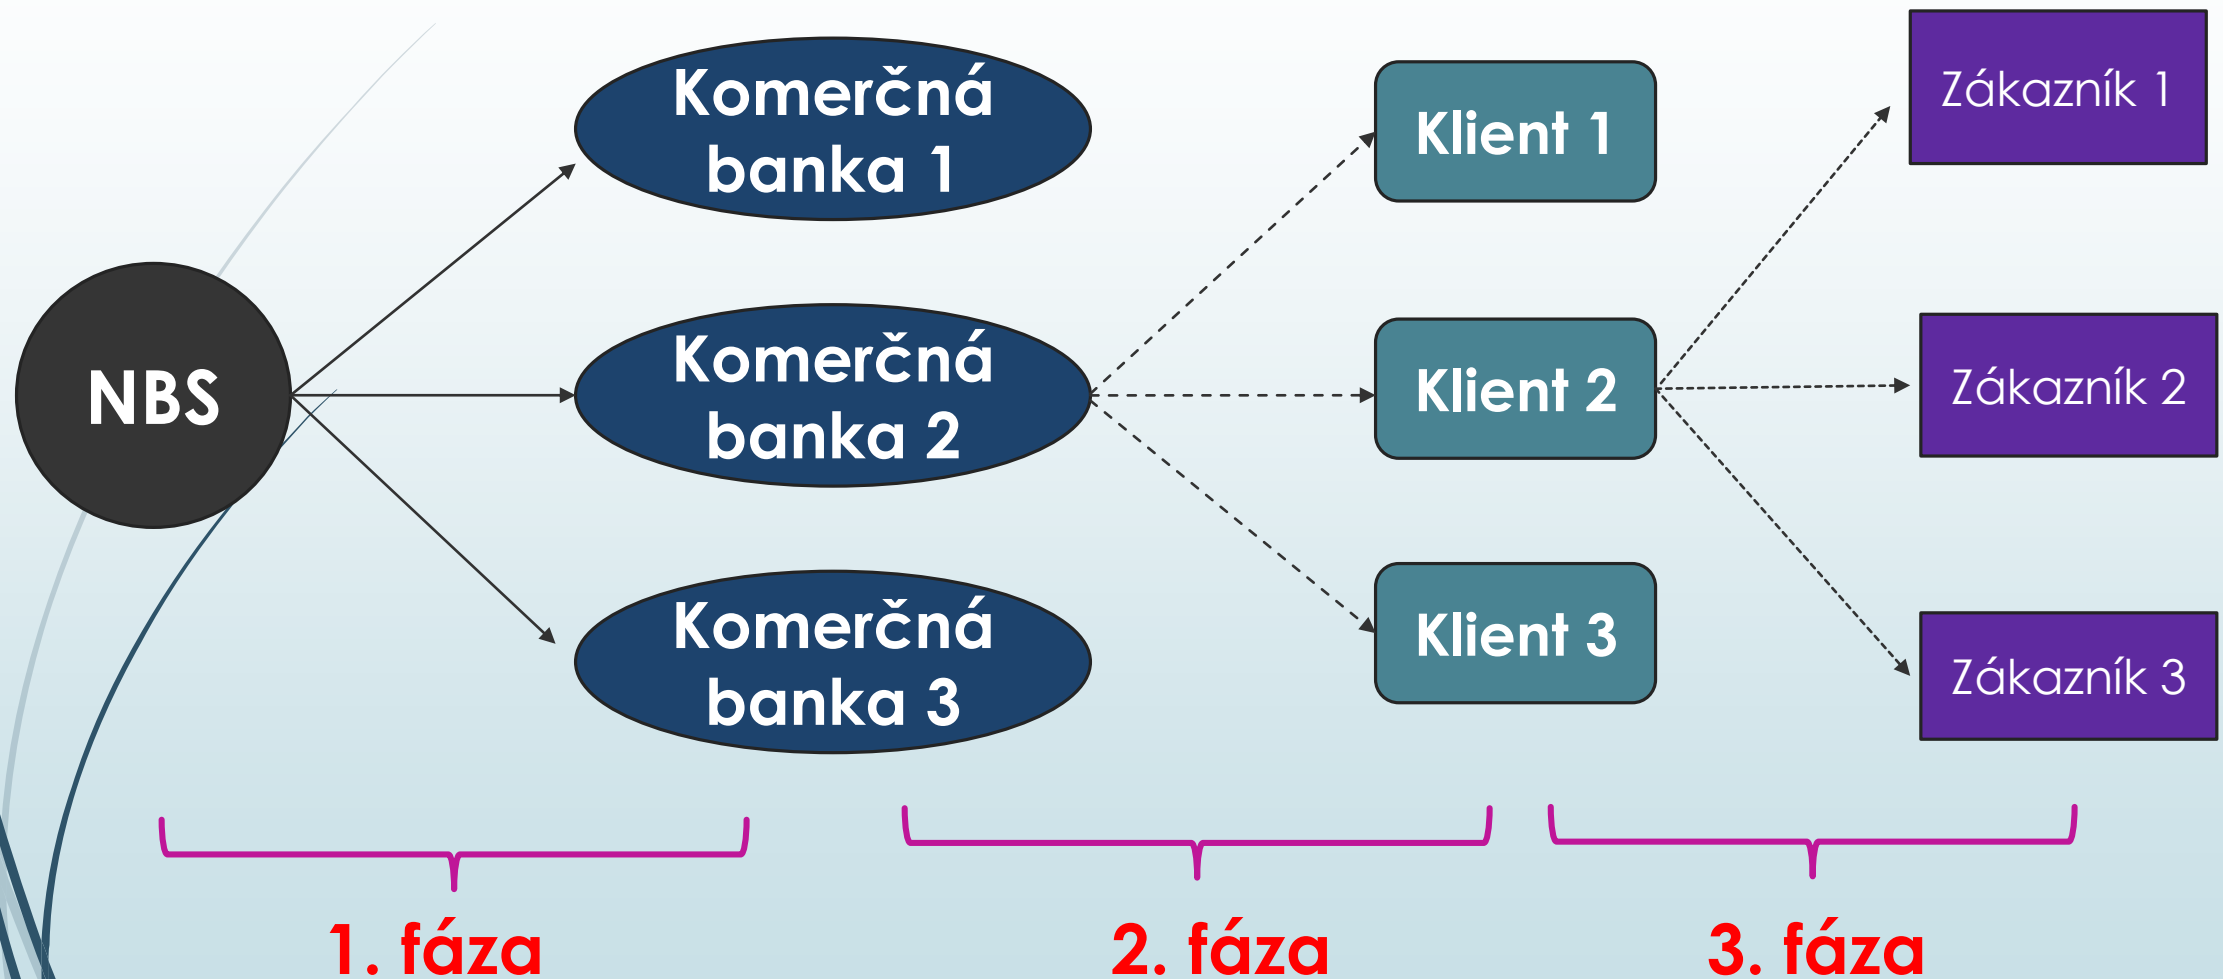 NBS
Komerčná
banka 1
Komerčná
banka 2
Komerčná
banka 3
Klient 1
Klient 2
Klient 3
Zákazník 1
Zákazník 2
Zákazník 3
1. fáza
2. fáza
3. fáza